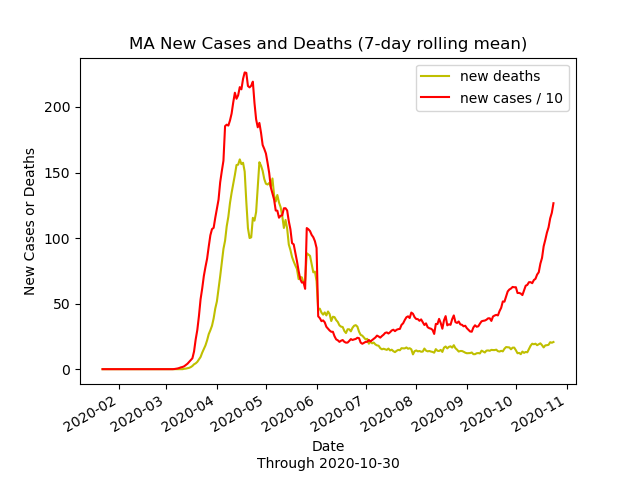 MA New Cases and Deaths (7-day rolling mean)
new deaths
new cases / 10
200
150
100
50
0
New Cases or Deaths
2020-02
2020-03
2020-04
2020-05
2020-06
2020-07
2020-08
2020-09
2020-10
2020-11
Date
Through 2020-10-30